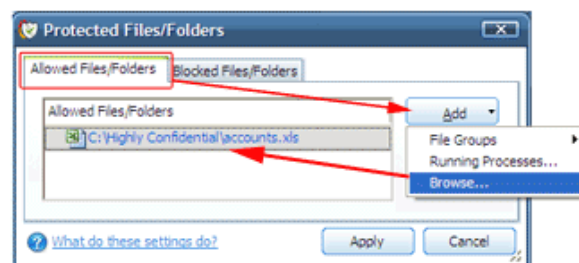 Protected Files/Folders
Allowed Files/Folders Blocked Files/Folders
Allowed Files/Folders
Add
C:\Highly Confidential\accounts.xls
File Groups
Running Processes...
Browse...
What do these settings do?
Apply Cancel